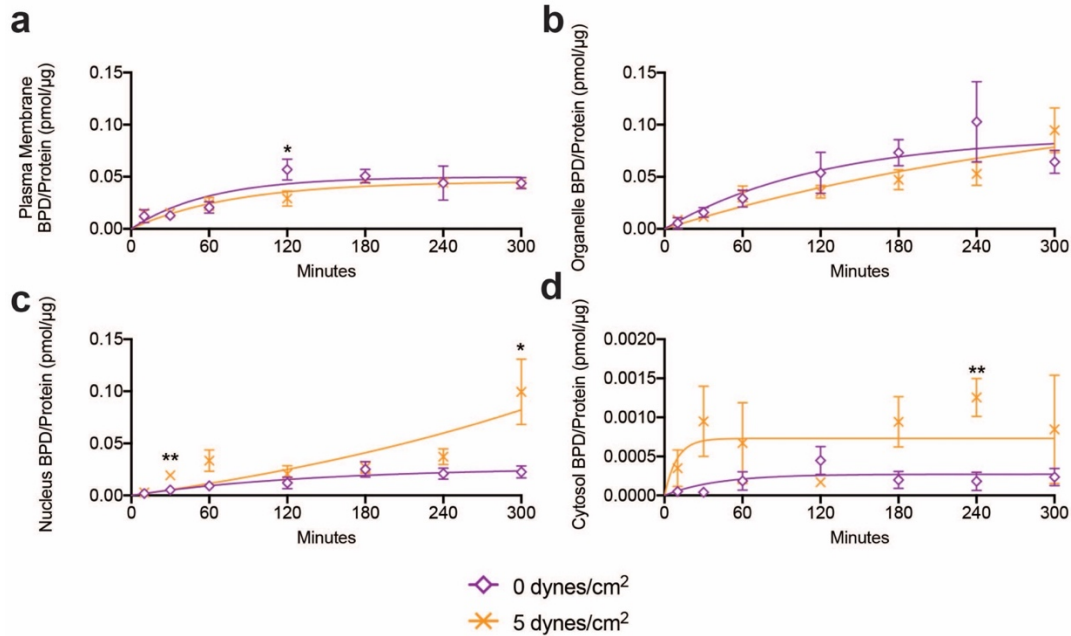 a
Plasma Membrane
BPD/Protein (pmol/µg)
0.15
0.10
0.05
0.00
*
0 60 120 180 240 300
Minutes
b
Organelle BPD/Protein (pmol/µg)
0.15
0.10
0.05
0.00
0 60 120 180 240 300
Minutes
c
Nucleus BPD/Protein (pmol/µg)
0.15
0.10
0.05
0.00
**
*
0 60 120 180 240 300
Minutes
d
Cytosol BPD/Protein (pmol/µg)
0.0020
0.0015
0.0010
0.0005
0.0000
**
0 60 120 180 240 300
Minutes
0 dynes/cm²
5 dynes/cm²